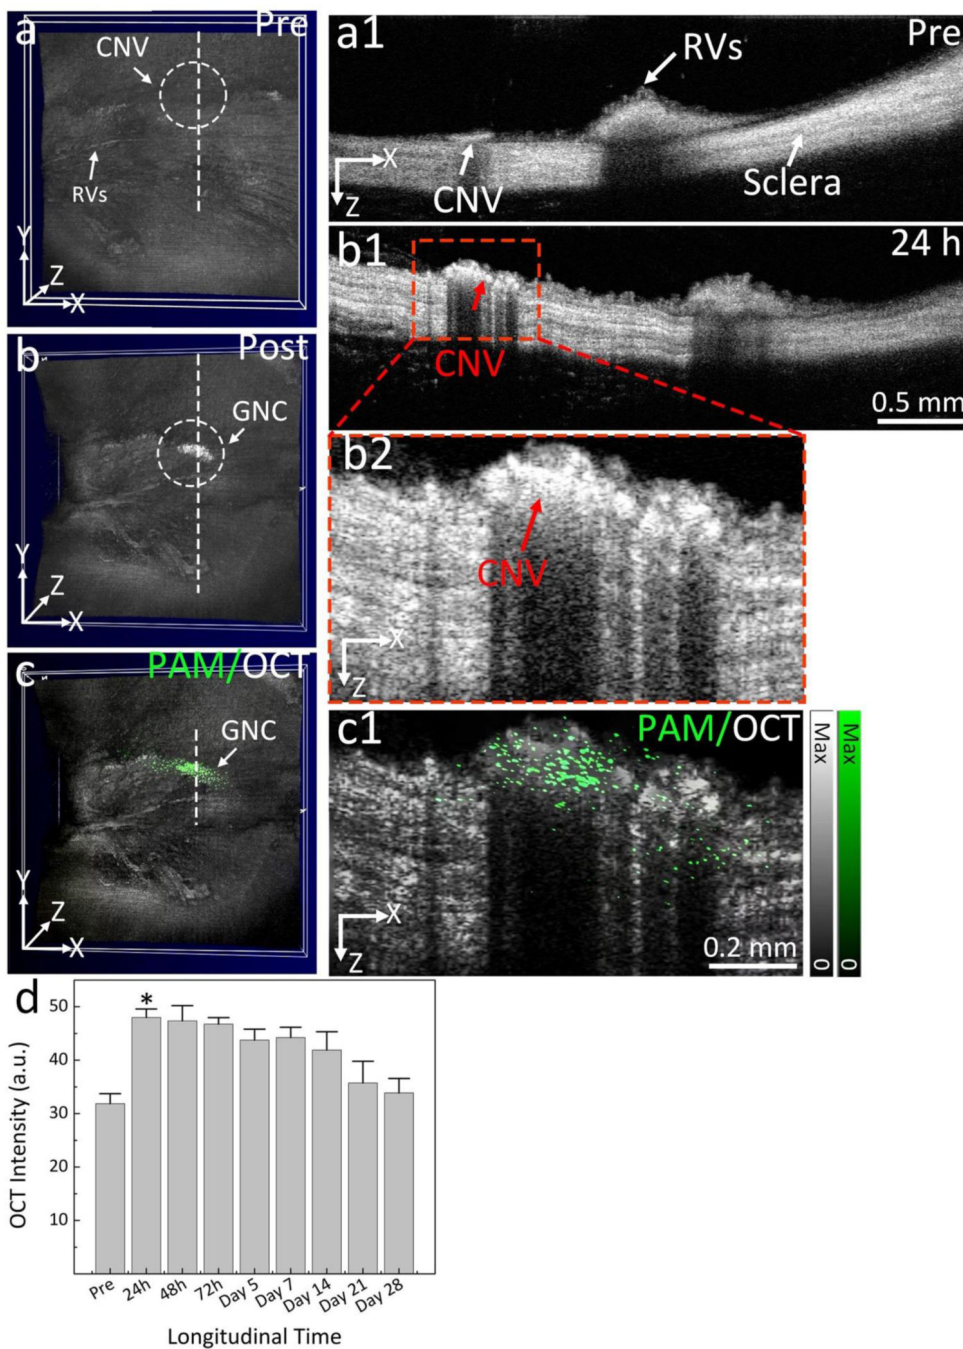 a
Pre
CNV
RVs
Y
Z
X
b
Post
GNC
Y
Z
X
c
PAM/OCT
GNC
Y
Z
X
a1
RVs
Pre
X
Z
CNV
Sclera
b1
24 h
CNV
0.5 mm
b2
CNV
X
Z
c1
PAM/OCT
X
Z
0.2 mm
Max
Max
0
0
d
*
50
40
30
20
10
OCT Intensity (a.u.)
Pre
24h
48h
72h
Day 5
Day 7
Day 14
Day 21
Day 28
Longitudinal Time